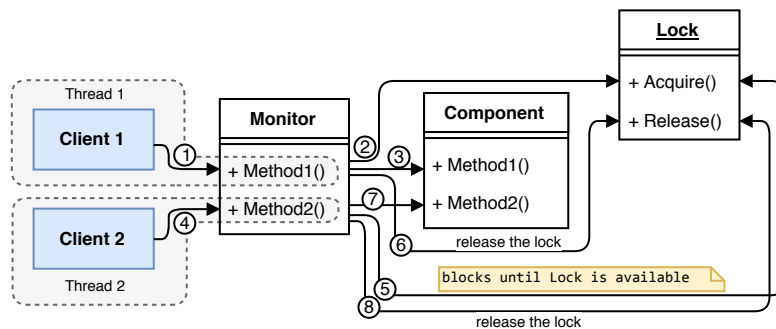 Lock
+ Acquire()
+ Release()
Thread 1
Client 1
Monitor
+ Method1()
+ Method2()
Component
+ Method1()
+ Method2()
Client 2
Thread 2
1
2
3
4
5
6
7
8
release the lock
blocks until Lock is available
release the lock